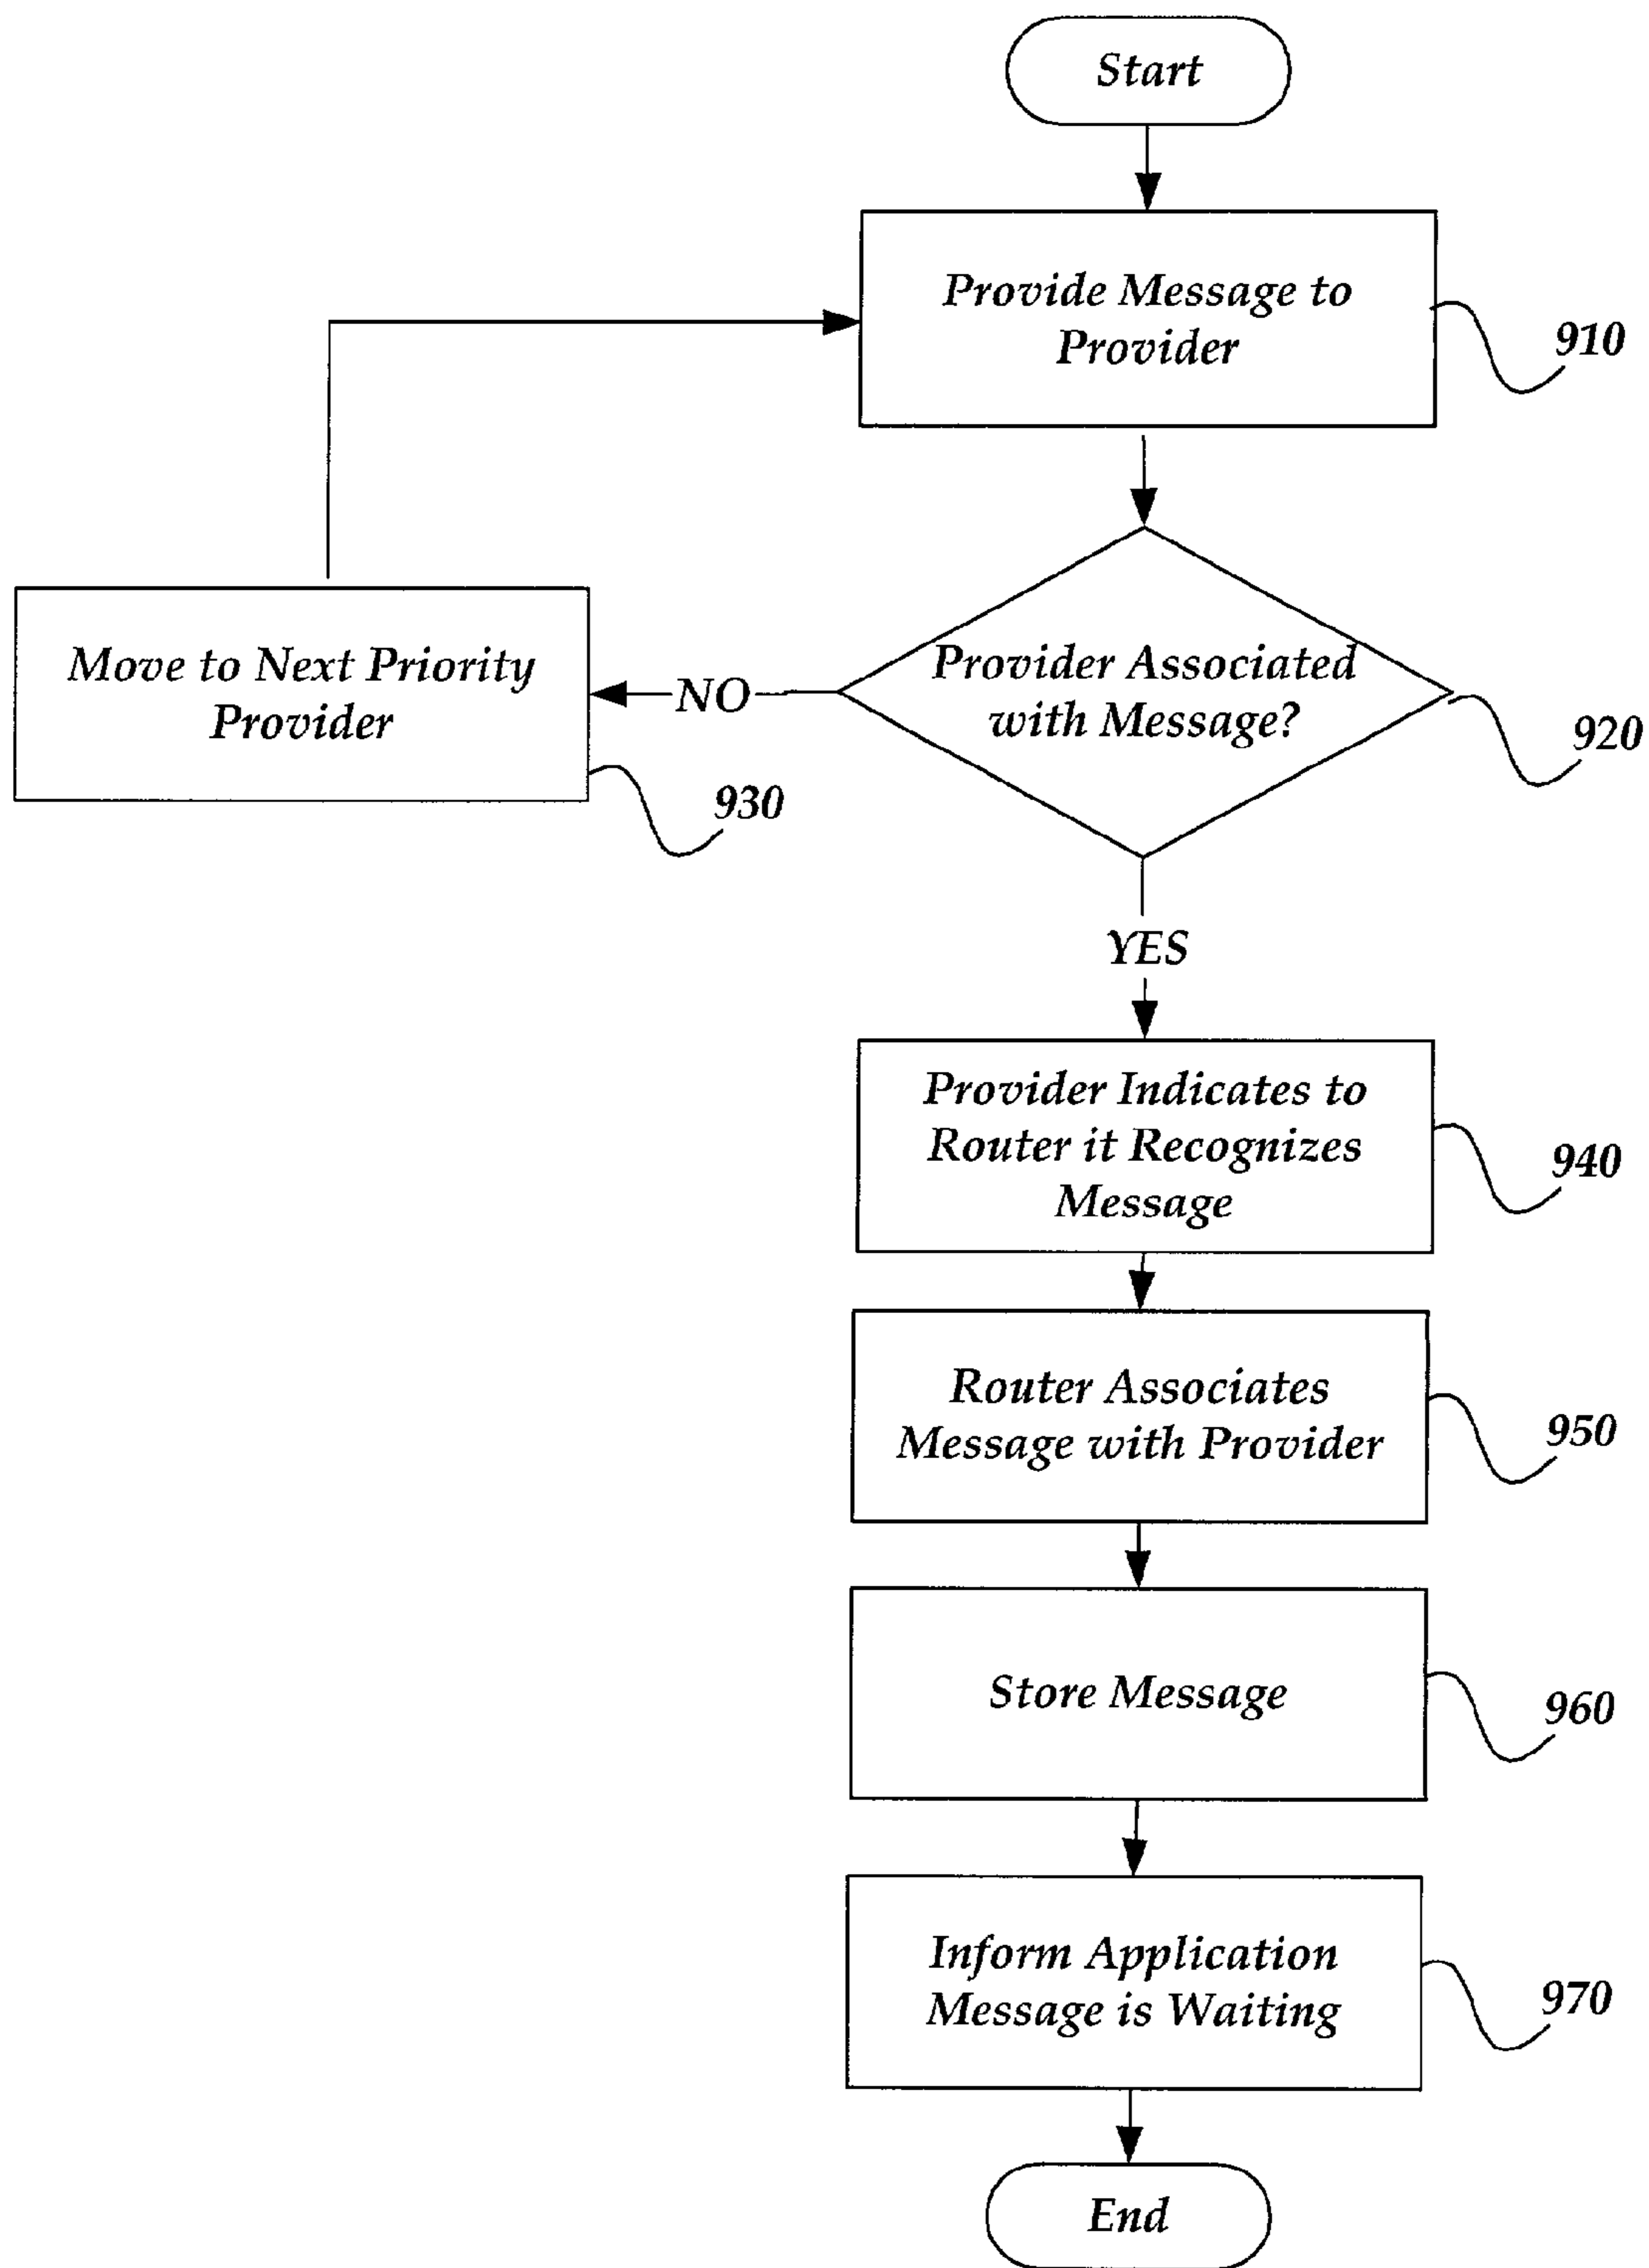 Start
Provide Message to
Provider
910
Provider Associated
with Message?
920
NO
Move to Next Priority
Provider
930
YES
Provider Indicates to
Router it Recognizes
Message
940
Router Associates
Message with Provider
950
Store Message
960
Inform Application
Message is Waiting
970
End